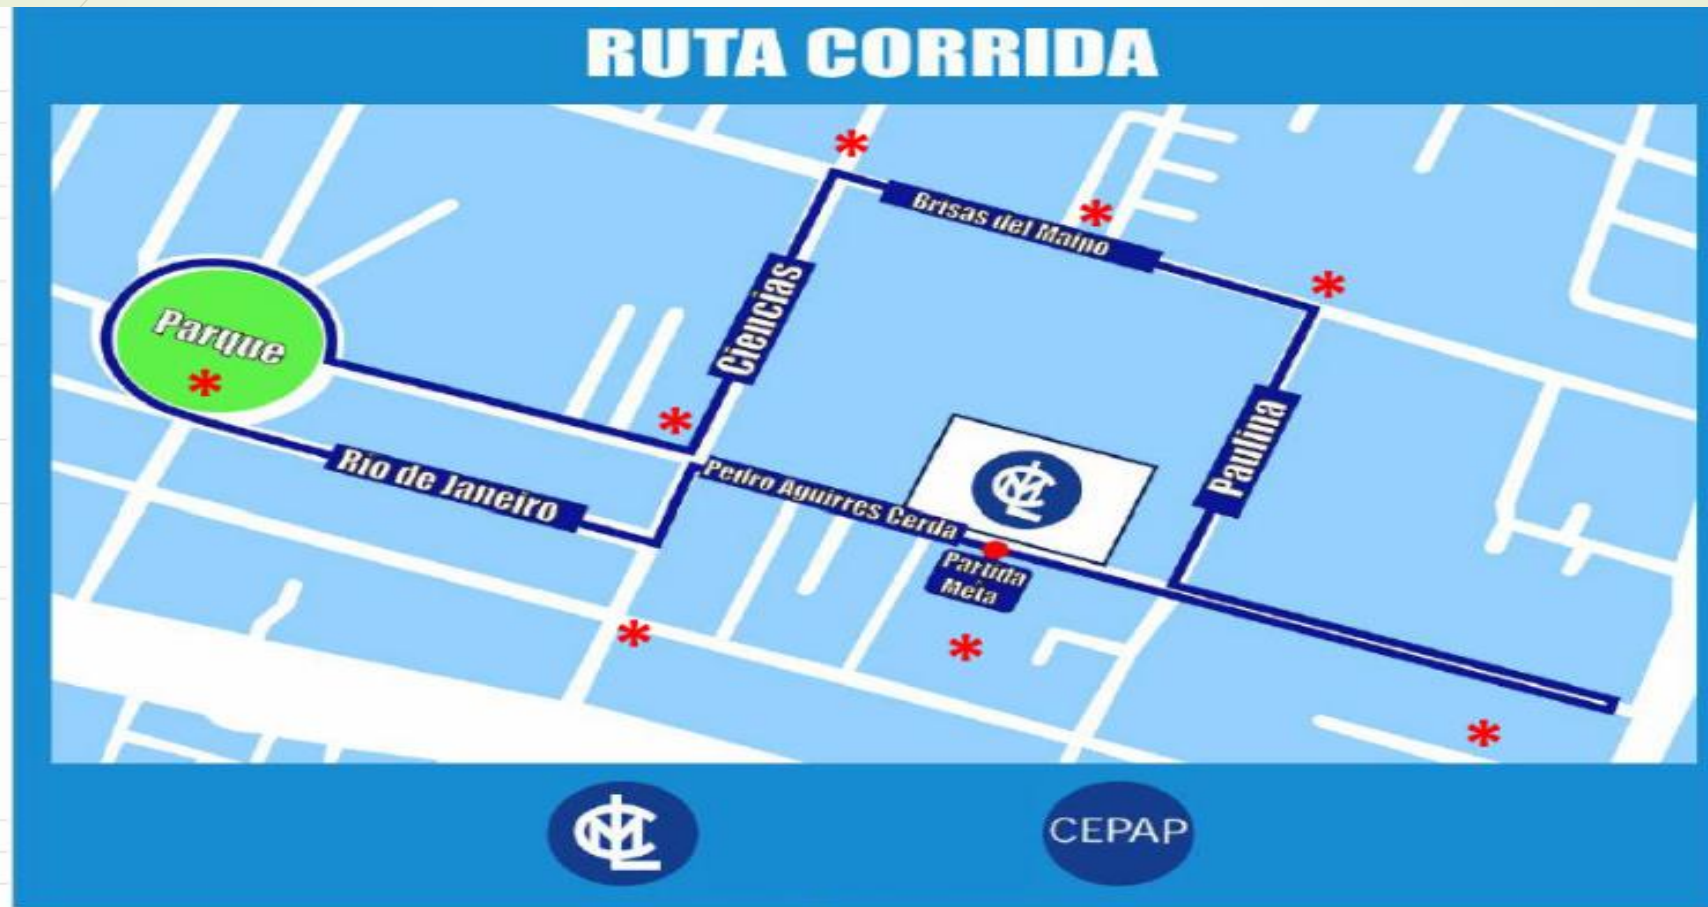 RUTA CORRIDA
Brisas del Maipo
Ciencias
Parque
Paulina
Rio de Janeiro
Pedro Aguirres Cerda
Partida
Meta
CEPAP